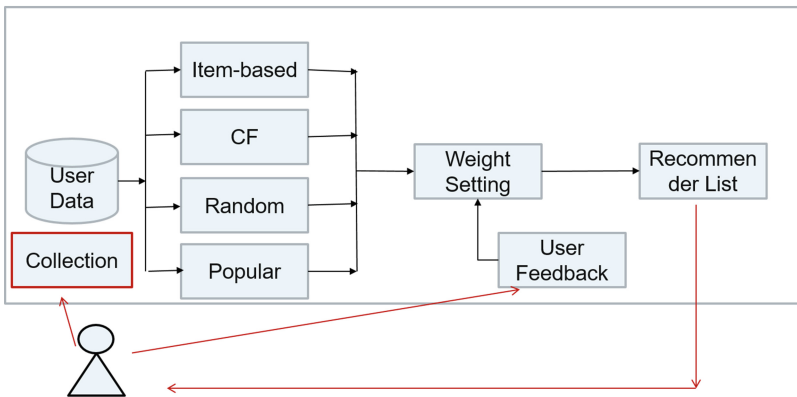 Item-based
CF
User
Data
Random
Collection
Popular
Weight
Setting
Recommen
der List
User
Feedback